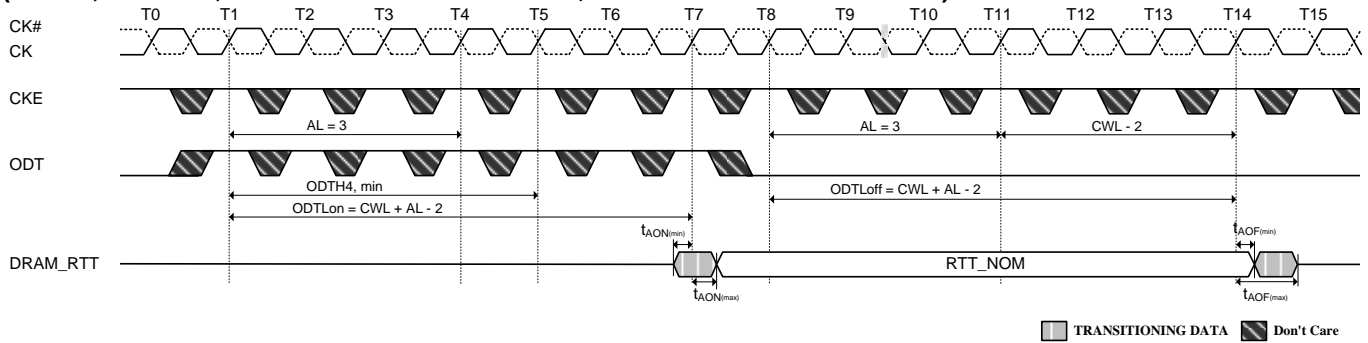 T0 T1 T2 T3 T4 T5 T6 T7 T8 T9 T10 T11 T12 T13 T14 T15
CK#
CK
CKE
AL = 3 AL = 3 CWL - 2
ODT
ODTH4, min ODTLoff = CWL + AL - 2
ODTLon = CWL + AL - 2
tAON(min) tAOF(min)
DRAM_RTT RTT_NOM
tAON(max) tAOF(max)
TRANSITIONING DATA Don't Care